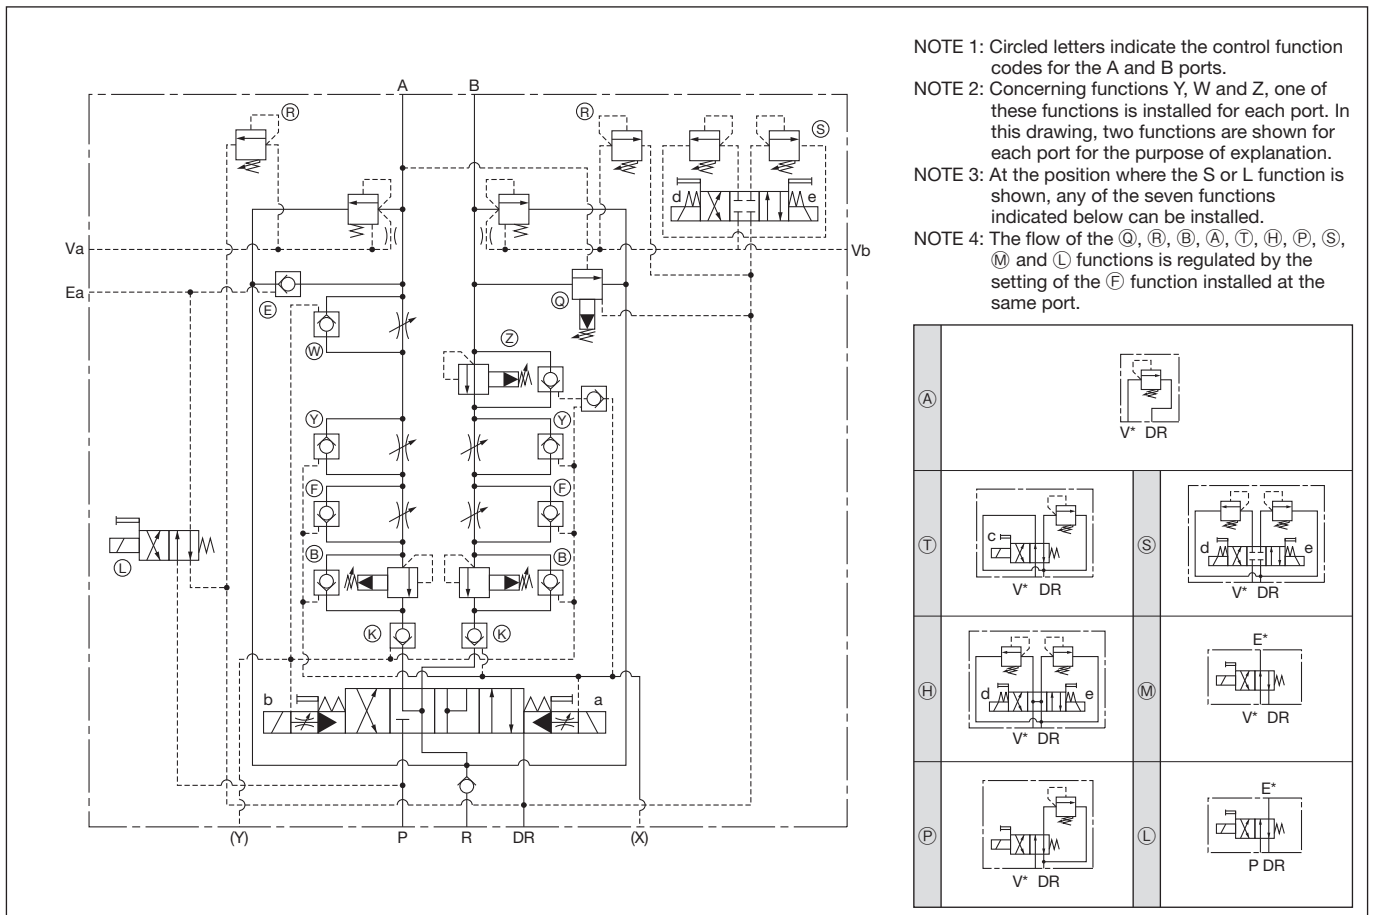 NOTE 1: Circled letters indicate the control function
codes for the A and B ports.
NOTE 2: Concerning functions Y, W and Z, one of
these functions is installed for each port. In
this drawing, two functions are shown for
each port for the purpose of explanation.
NOTE 3: At the position where the S or L function is
shown, any of the seven functions
indicated below can be installed.
NOTE 4: The flow of the Ⓠ, Ⓡ, Ⓑ, Ⓐ, Ⓣ, Ⓗ, Ⓟ, Ⓢ,
Ⓜ and Ⓛ functions is regulated by the
setting of the Ⓕ function installed at the
same port.
A B
Ⓡ Ⓡ Ⓢ
d e
Va Vb
Ea
Ⓔ Ⓠ
Ⓦ Ⓩ
Ⓨ Ⓨ
Ⓕ Ⓕ
Ⓑ Ⓑ
Ⓛ
Ⓚ Ⓚ
b a
(Y) P R DR (X)
Ⓐ
V* DR
Ⓣ
c
V* DR
Ⓢ
d e
V* DR
Ⓗ
d e
V* DR
Ⓜ
E*
V* DR
Ⓟ
V* DR
Ⓛ
E*
P DR